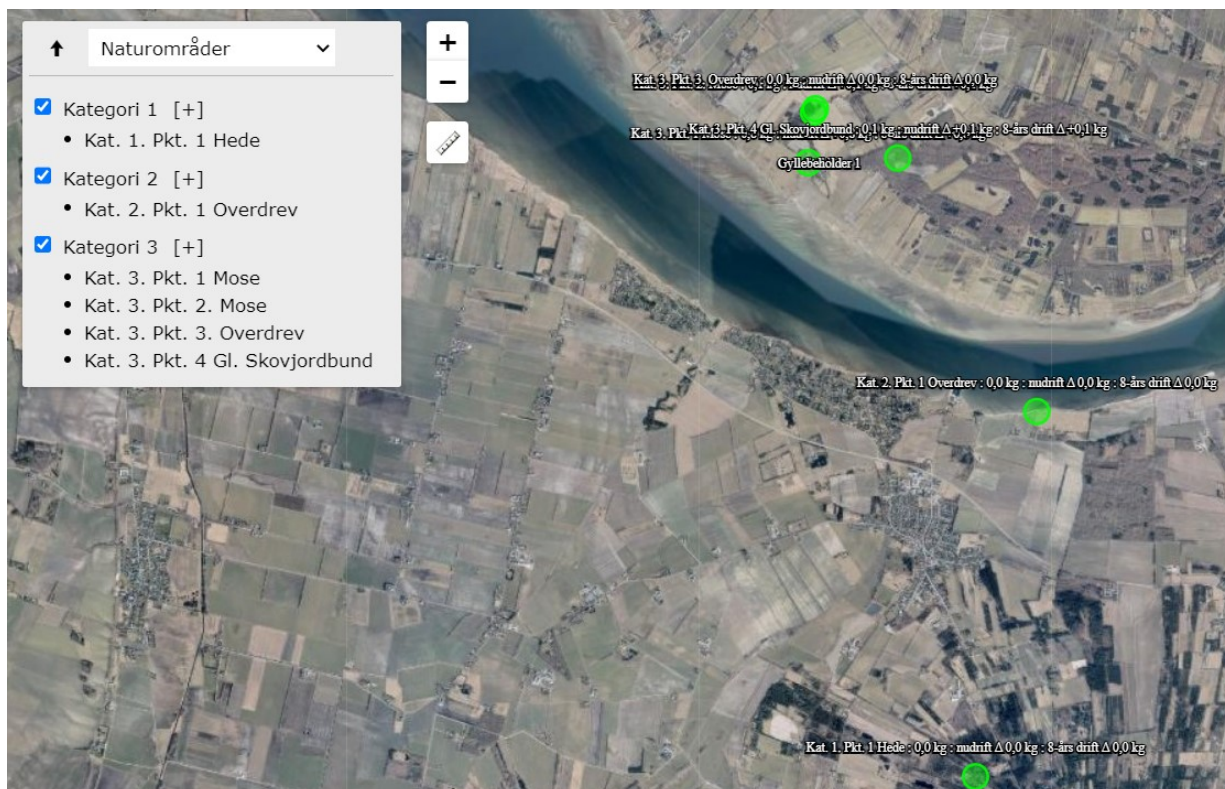 Naturområder
Kategori 1 [+]
Kat. 1. Pkt. 1 Hede
Kategori 2 [+]
Kat. 2. Pkt. 1 Overdrev
Kategori 3 [+]
Kat. 3. Pkt. 1 Mose
Kat. 3. Pkt. 2. Mose
Kat. 3. Pkt. 3. Overdrev
Kat. 3. Pkt. 4 Gl. Skovjordbund
+
−
Kat. 3. Pkt. 3. Overdrev : 0,0 kg : nudrift Δ 0,0 kg : 8-års drift Δ 0,0 kg
Kat. 3. Pkt. 4 Gl. Skovjordbund : 0,1 kg : nudrift Δ +0,1 kg : 8-års drift Δ +0,1 kg
Gyllebeholder 1
Kat. 2. Pkt. 1 Overdrev : 0,0 kg : nudrift Δ 0,0 kg : 8-års drift Δ 0,0 kg
Kat. 1. Pkt. 1 Hede : 0,0 kg : nudrift Δ 0,0 kg : 8-års drift Δ 0,0 kg